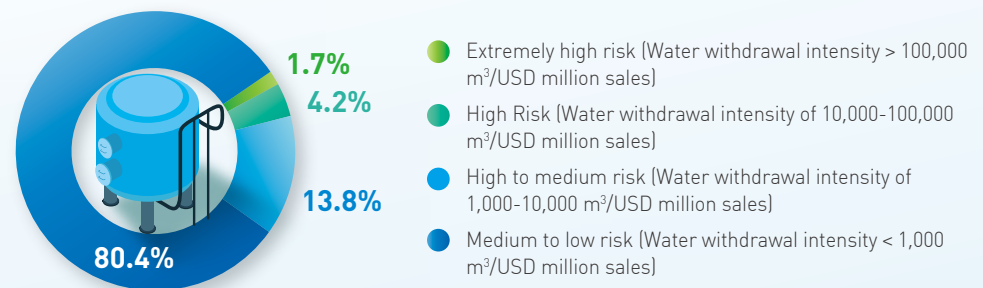 1.7%
4.2%
13.8%
80.4%
Extremely high risk (Water withdrawal intensity > 100,000
m³/USD million sales)
High Risk (Water withdrawal intensity of 10,000-100,000
m³/USD million sales)
High to medium risk (Water withdrawal intensity of
1,000-10,000 m³/USD million sales)
Medium to low risk (Water withdrawal intensity < 1,000
m³/USD million sales)